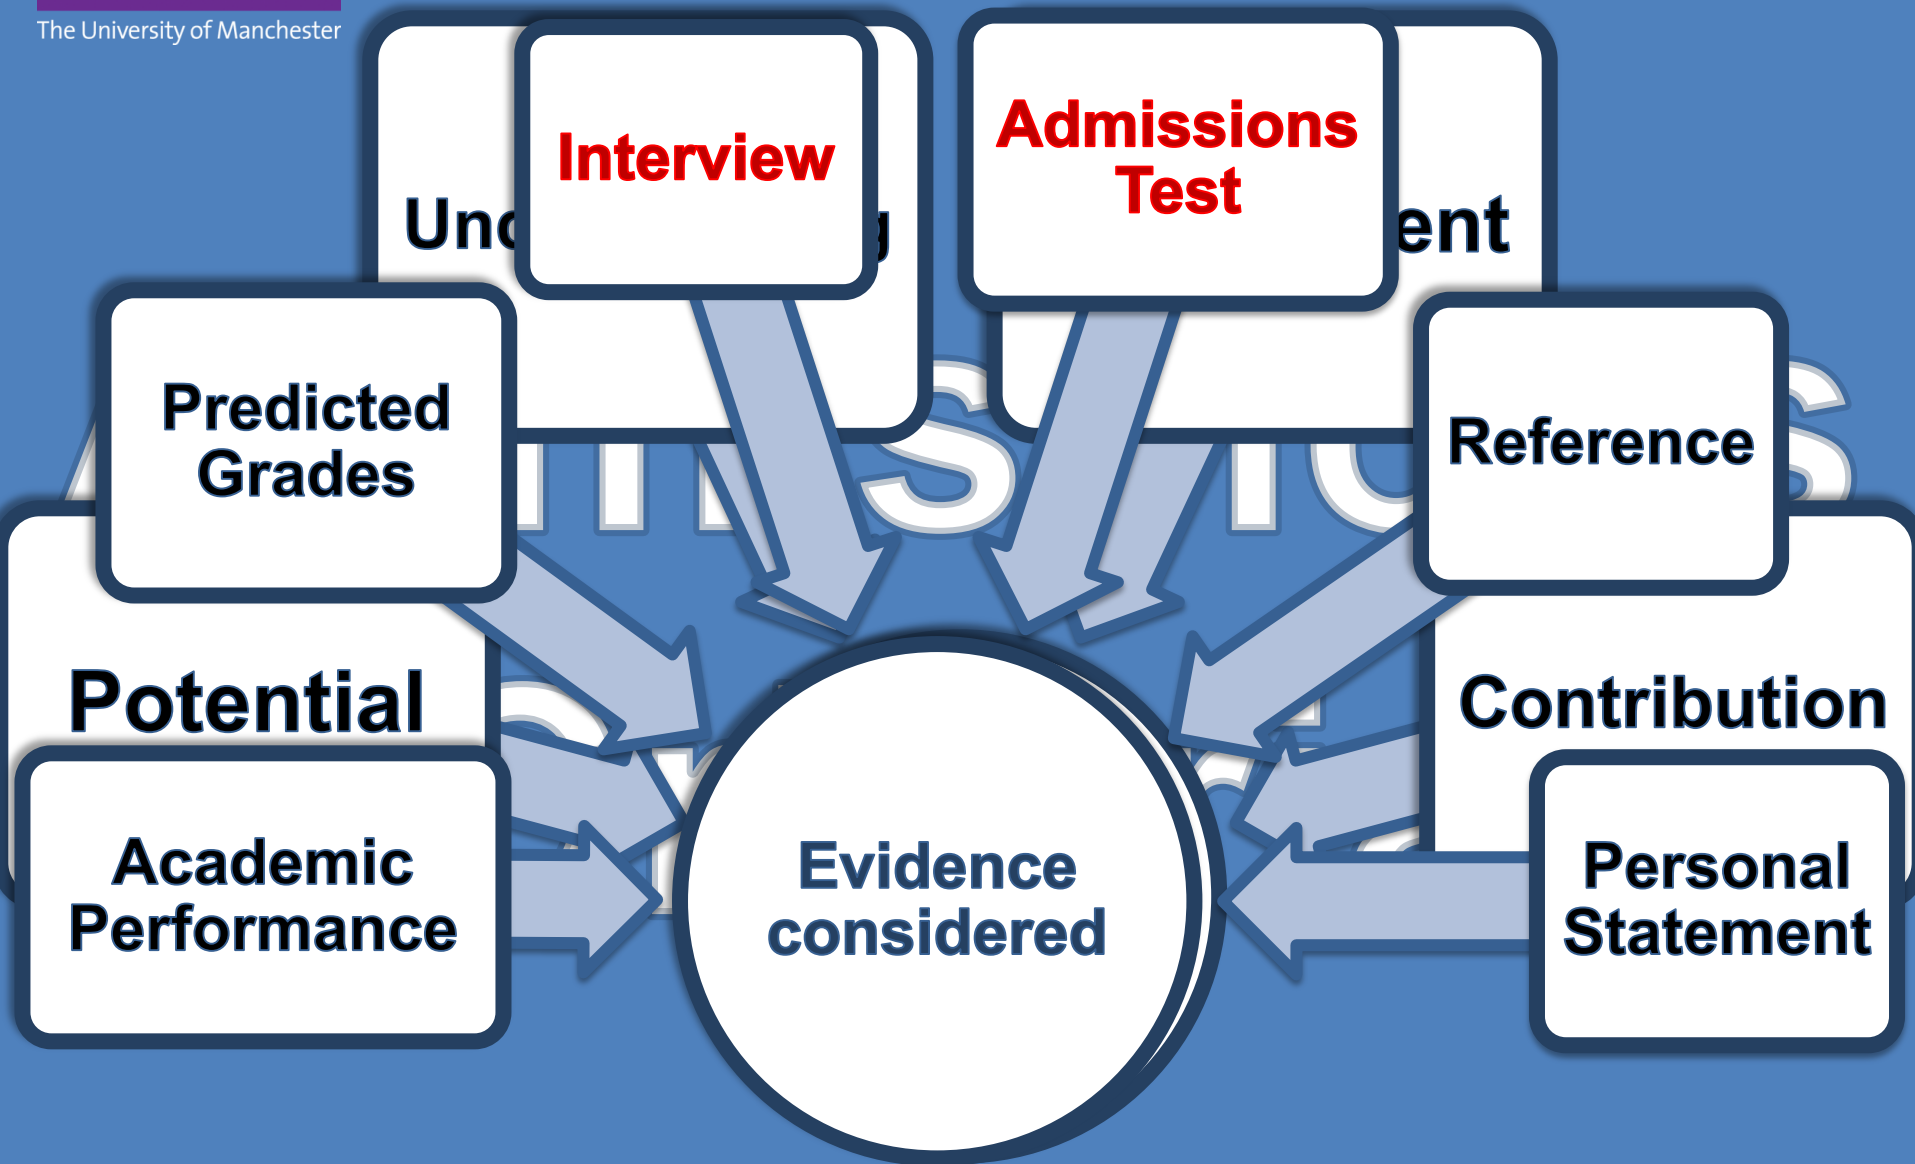 The University of Manchester
Interview
Admissions
Test
Predicted
Grades
Reference
Potential
Contribution
Academic
Performance
Evidence
considered
Personal
Statement